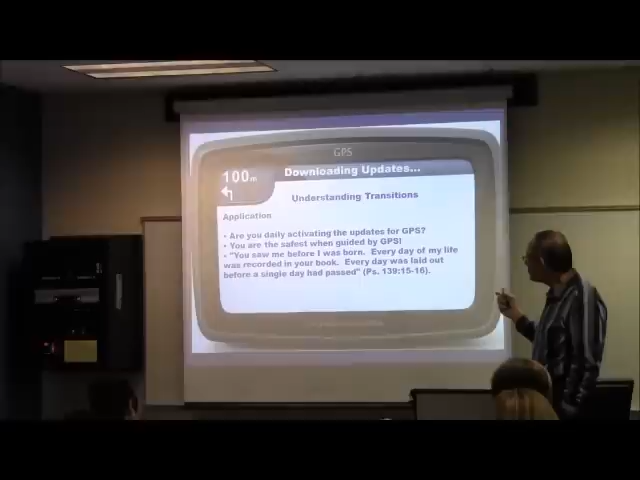 GPS
100m
Downloading Updates...
Understanding Transitions
Application
• Are you daily activating the updates for GPS?
• You are the safest when guided by GPS!
• "You saw me before I was born. Every day of my life
was recorded in your book. Every day was laid out
before a single day had passed" (Ps. 139:15-16).